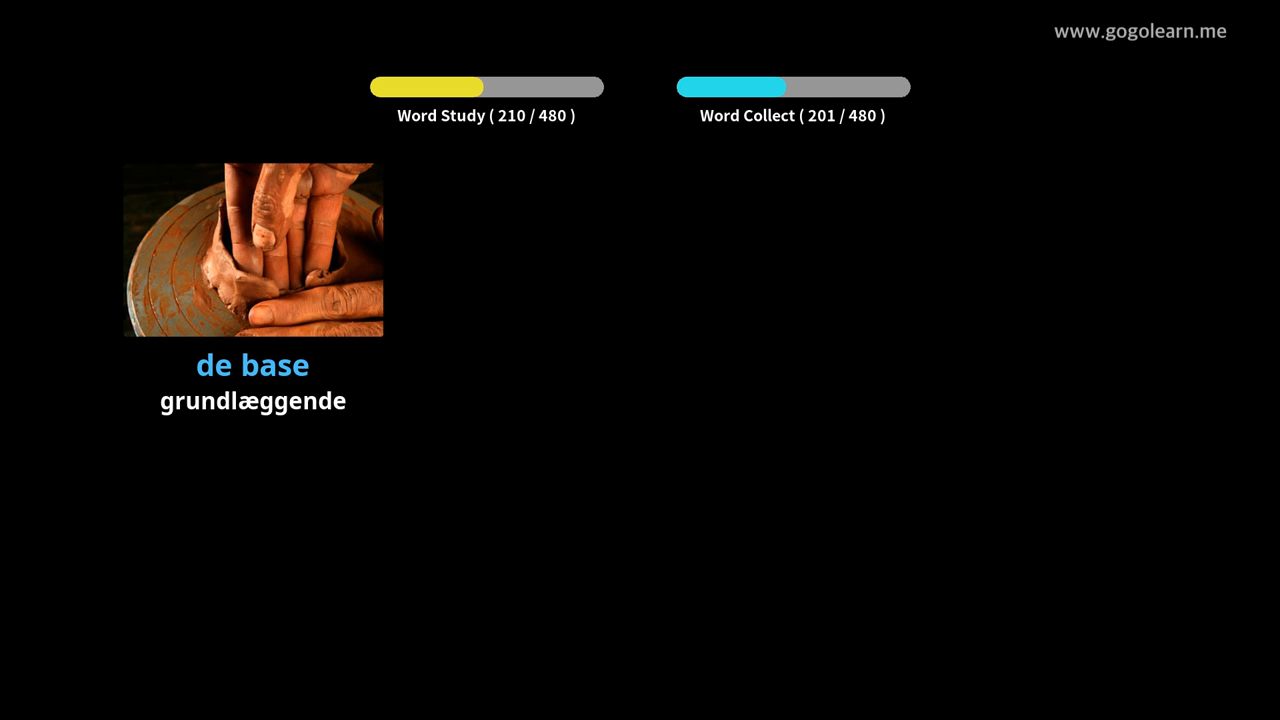 www.gogolearn.me
Word Study ( 210 / 480 )
Word Collect ( 201 / 480 )
de base
grundlæggende